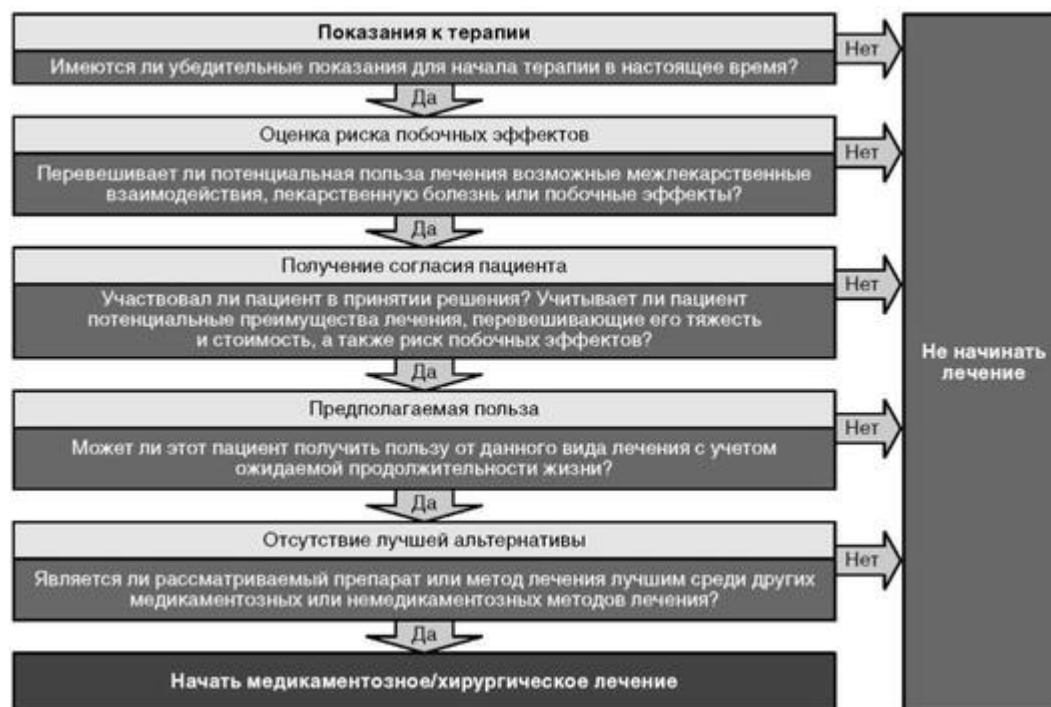 Показания к терапии
Имеются ли убедительные показания для начала терапии в настоящее время?
Нет
Да
Оценка риска побочных эффектов
Перевешивает ли потенциальная польза лечения возможные межлекарственные
взаимодействия, лекарственную болезнь или побочные эффекты?
Нет
Да
Получение согласия пациента
Участвовал ли пациент в принятии решения? Учитывает ли пациент
потенциальные преимущества лечения, перевешивающие его тяжесть
и стоимость, а также риск побочных эффектов?
Нет
Да
Предполагаемая польза
Может ли этот пациент получить пользу от данного вида лечения с учетом
ожидаемой продолжительности жизни?
Нет
Да
Отсутствие лучшей альтернативы
Является ли рассматриваемый препарат или метод лечения лучшим среди других
медикаментозных или немедикаментозных методов лечения?
Нет
Да
Начать медикаментозное/хирургическое лечение
Не начинать
лечение